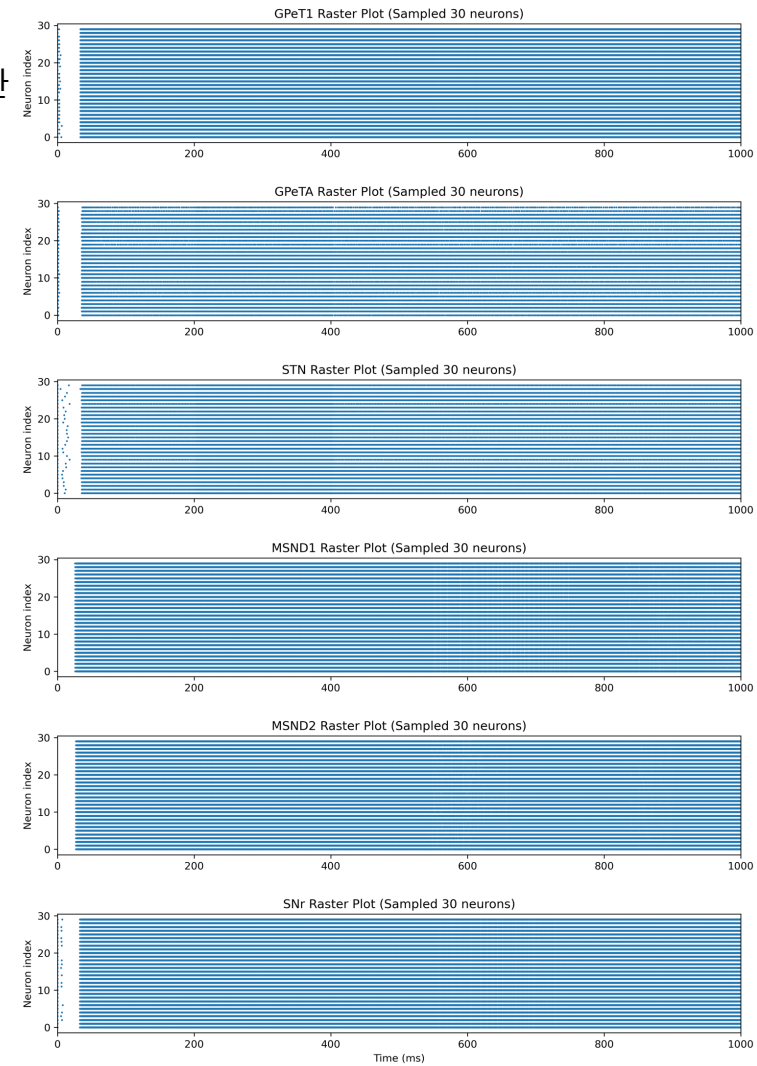 GPeT1 Raster Plot (Sampled 30 neurons)
Neuron index
30
20
10
0
0 200 400 600 800 1000
GPeTA Raster Plot (Sampled 30 neurons)
Neuron index
30
20
10
0
0 200 400 600 800 1000
STN Raster Plot (Sampled 30 neurons)
Neuron index
30
20
10
0
0 200 400 600 800 1000
MSND1 Raster Plot (Sampled 30 neurons)
Neuron index
30
20
10
0
0 200 400 600 800 1000
MSND2 Raster Plot (Sampled 30 neurons)
Neuron index
30
20
10
0
0 200 400 600 800 1000
SNr Raster Plot (Sampled 30 neurons)
Neuron index
30
20
10
0
0 200 400 600 800 1000
Time (ms)